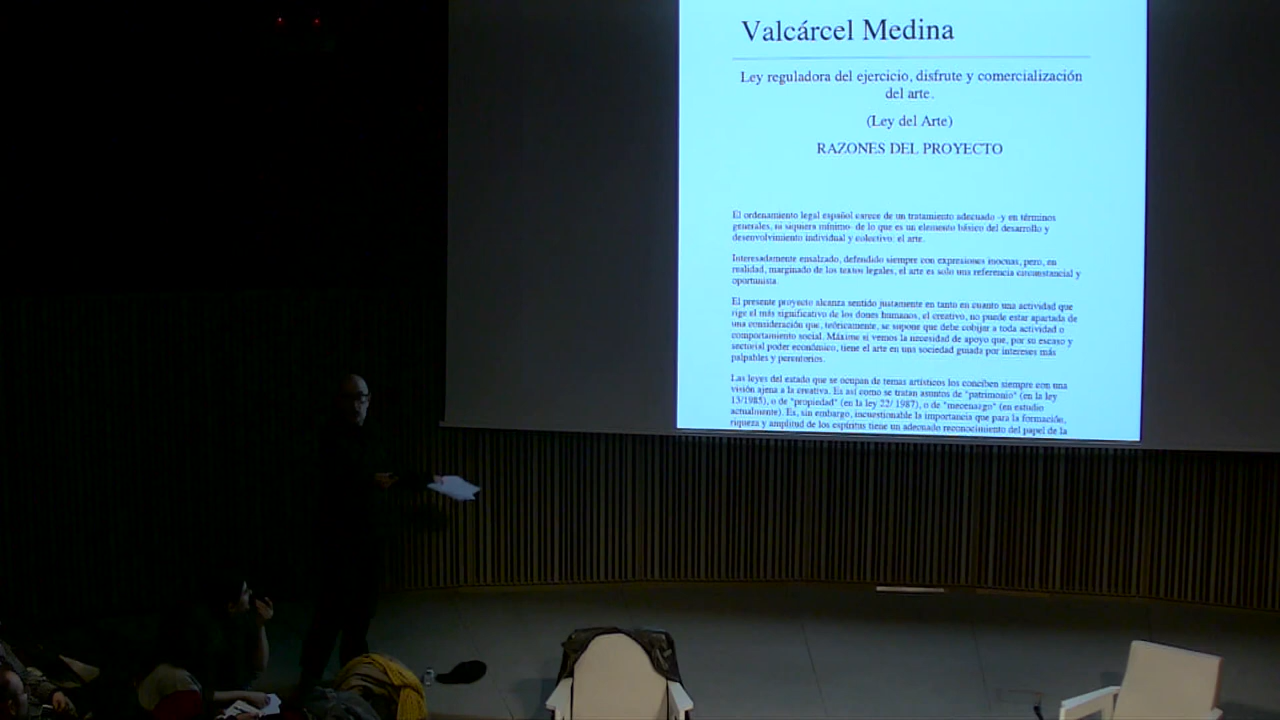 Valcárcel Medina
Ley reguladora del ejercicio, disfrute y comercialización
del arte.
(Ley del Arte)
RAZONES DEL PROYECTO
El ordenamiento legal español carece de un tratamiento adecuado -y en términos
generales, ni siquiera mínimo- de lo que es un elemento básico del desarrollo y
desenvolvimiento individual y colectivo: el arte.
Interesadamente ensalzado, defendido siempre con expresiones inocuas, pero, en
realidad, marginado de los textos legales, el arte es solo una referencia circunstancial y
oportunista.
El presente proyecto alcanza sentido justamente en tanto en cuanto una actividad que
rige el más significativo de los dones humanos, el creativo, no puede estar apartada de
una consideración que, teóricamente, se supone que debe cobijar a toda actividad o
comportamiento social. Máxime si vemos la necesidad de apoyo que, por su escaso y
sectorial poder económico, tiene el arte en una sociedad guiada por intereses más
palpables y perentorios.
Las leyes del estado que se ocupan de temas artísticos los conciben siempre con una
visión ajena a la creativa. Es así como se tratan asuntos de "patrimonio" (en la ley
13/1985), o de "propiedad" (en la ley 22/ 1987), o de "mecenazgo" (en estudio
actualmente). Es, sin embargo, incuestionable la importancia que para la formación,
riqueza y amplitud de los espíritus tiene un adecuado reconocimiento del papel de la